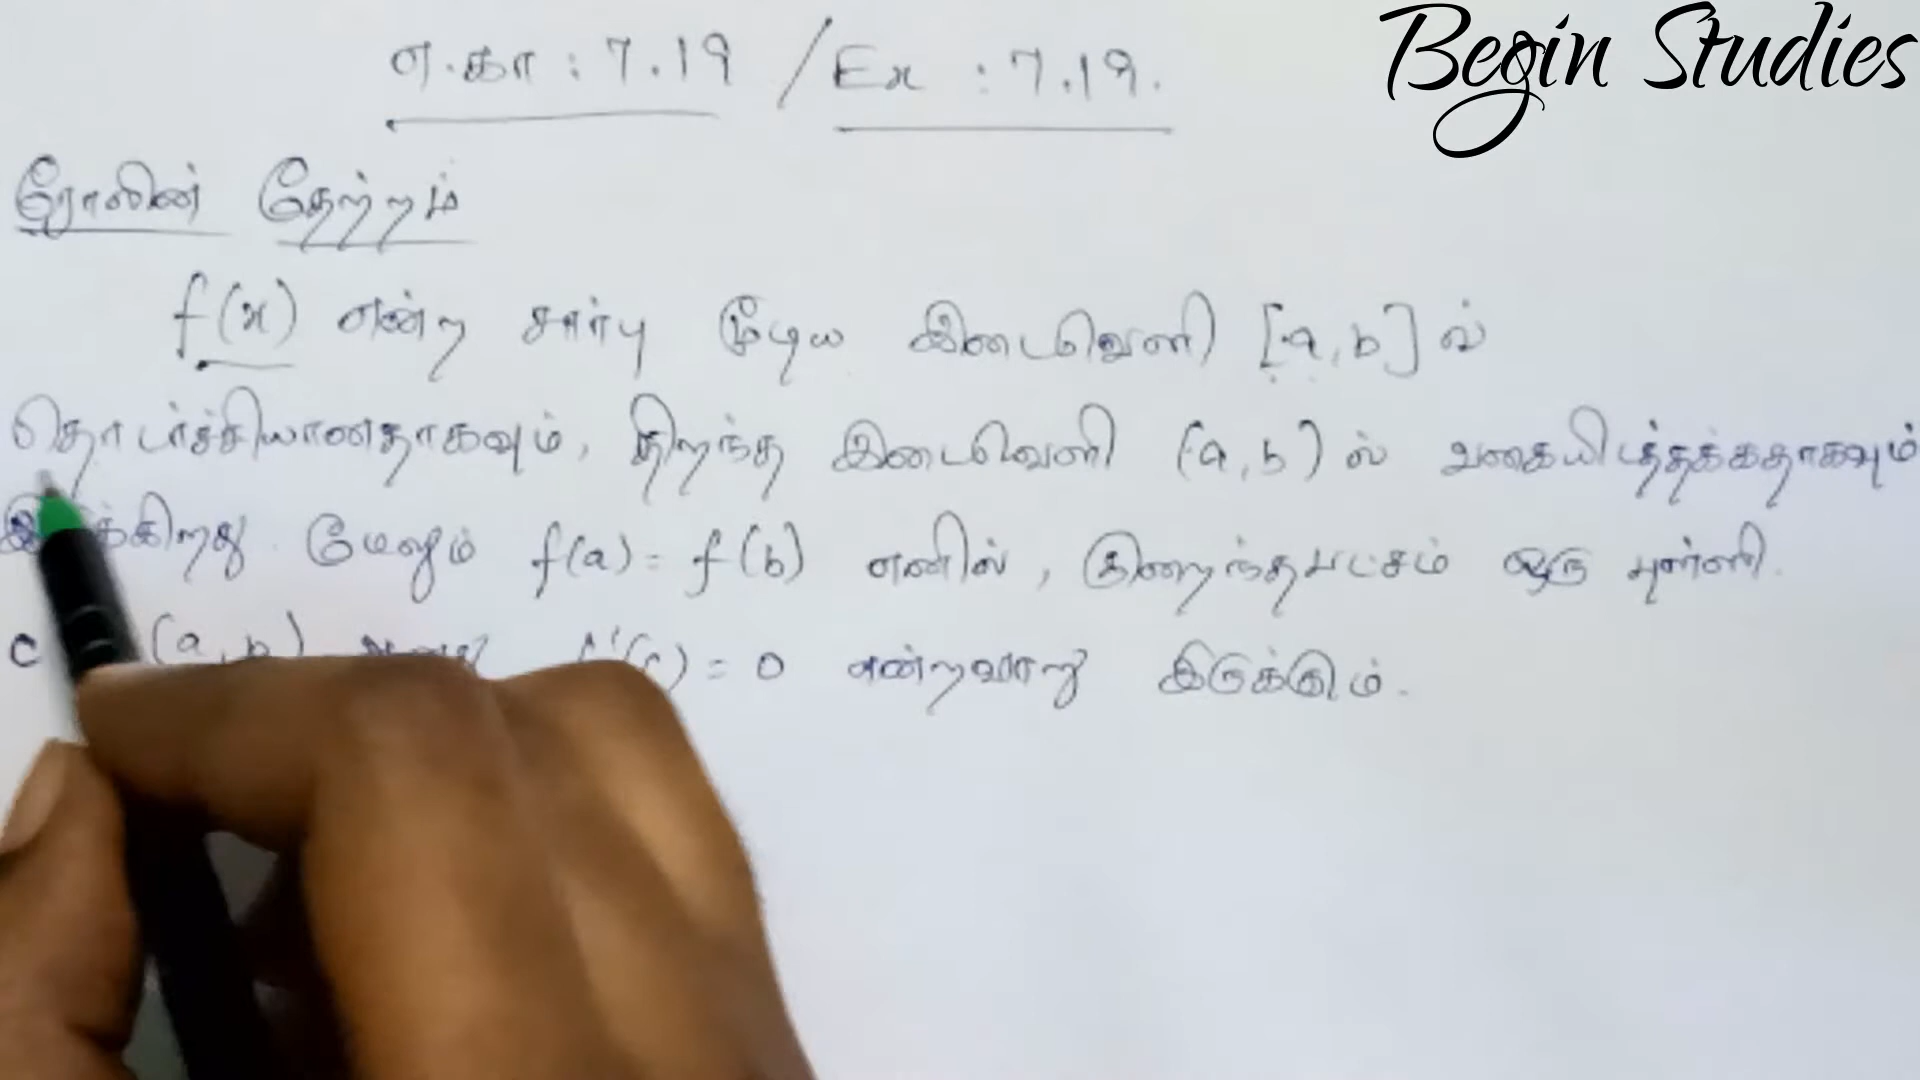 Begin Studies
எ.கா : 7.19 / Ex : 7.19.
ரோலின் தேற்றம்
f(x) என்ற சார்பு மூடிய இடைவெளி [a, b] ல்
தொடர்ச்சியானதாகவும், திறந்த இடைவெளி (a, b) ல் வகையிடத்தக்கதாகவும்
மேலும் f(a) = f(b) எனில், குறைந்தபட்சம் ஒரு புள்ளி.
c (a, b) = 0 என்றவாறு இருக்கும்.